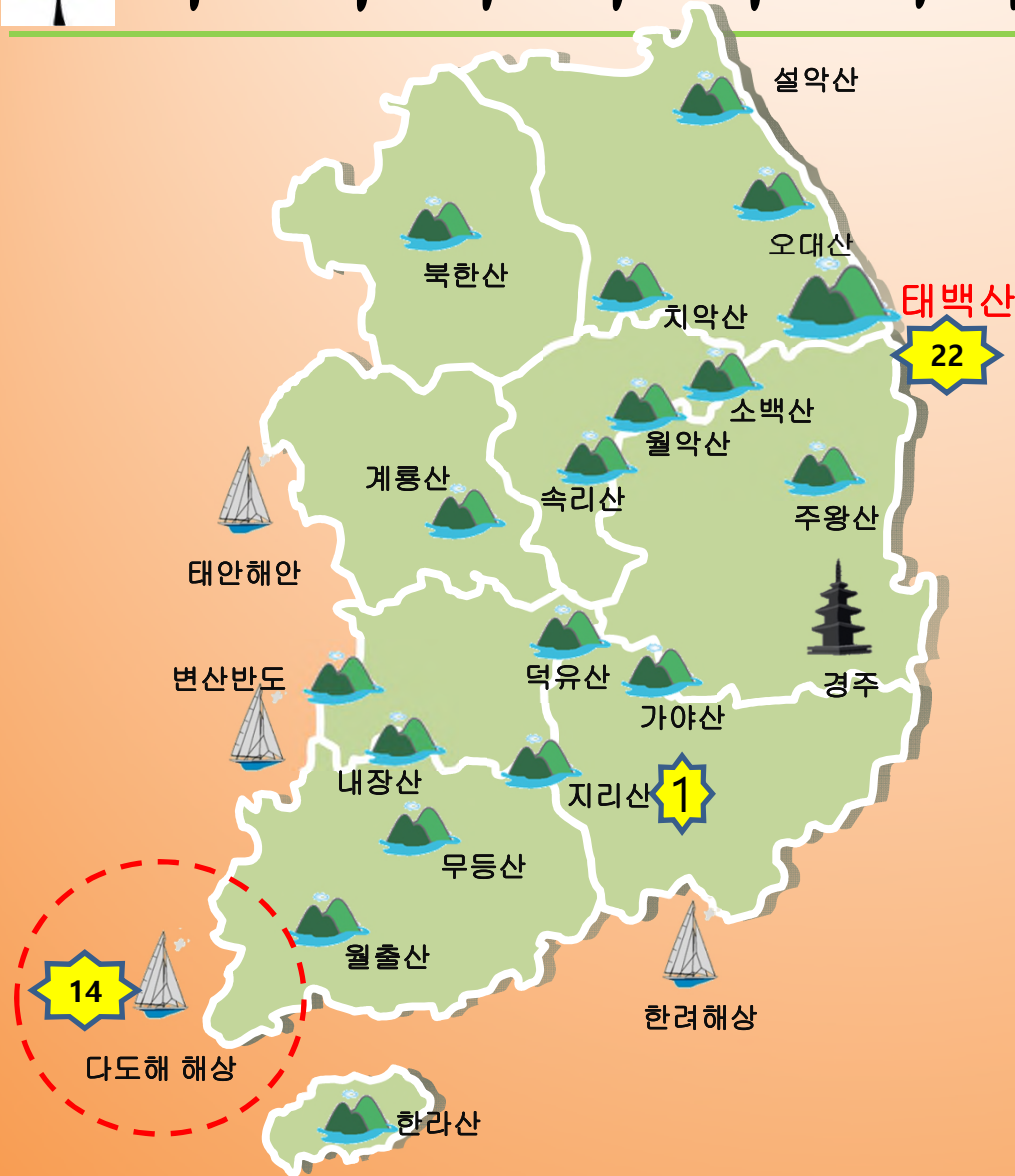 설악산
오대산
북한산
태백산
치악산
22
소백산
월악산
계룡산
속리산
주왕산
태안해안
변산반도
덕유산
경주
가야산
내장산
지리산 1
무등산
월출산
14
한려해상
다도해 해상
한라산